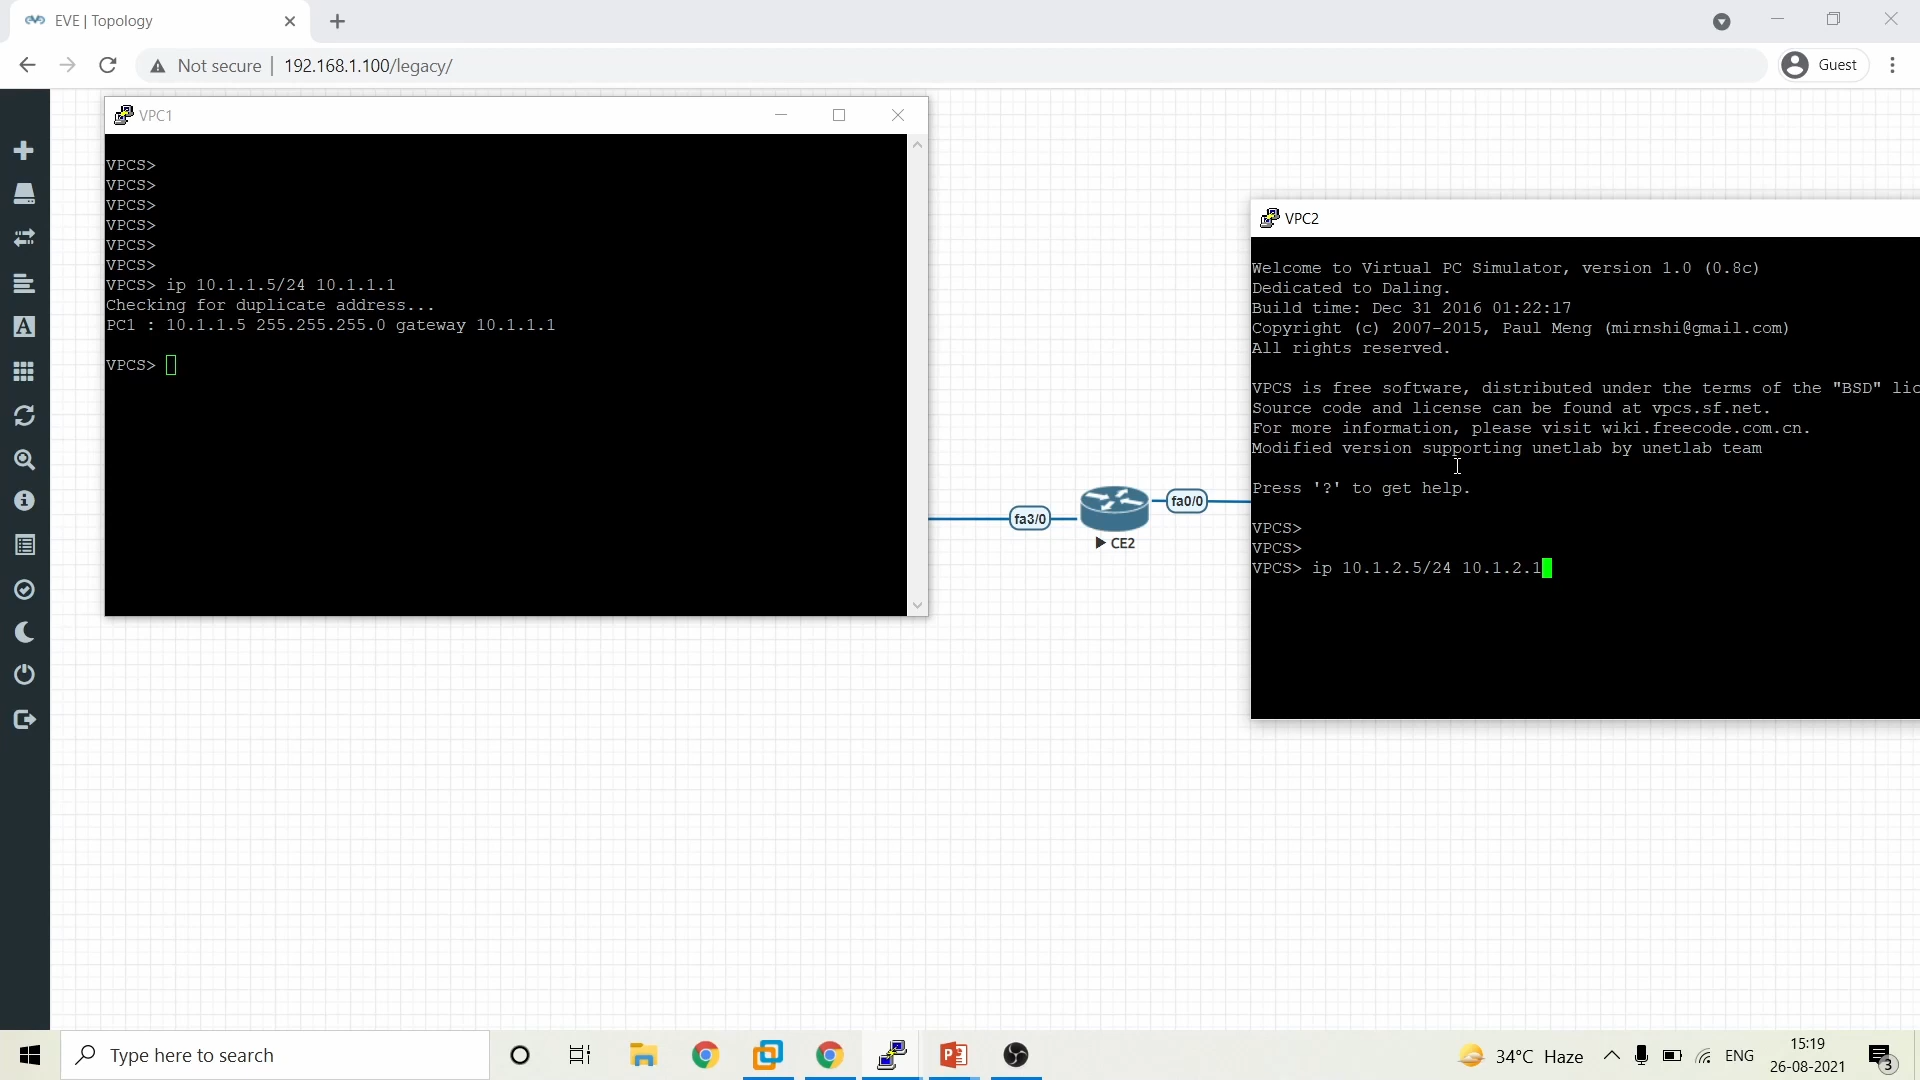 EVE | Topology
Not secure | 192.168.1.100/legacy/
Guest
VPC1
VPCS>
VPCS>
VPCS>
VPCS>
VPCS>
VPCS>
VPCS> ip 10.1.1.5/24 10.1.1.1
Checking for duplicate address...
PC1 : 10.1.1.5 255.255.255.0 gateway 10.1.1.1
VPCS>
fa3/0
CE2
fa0/0
VPC2
Welcome to Virtual PC Simulator, version 1.0 (0.8c)
Dedicated to Daling.
Build time: Dec 31 2016 01:22:17
Copyright (c) 2007-2015, Paul Meng (mirnshi@gmail.com)
All rights reserved.
VPCS is free software, distributed under the terms of the "BSD" lic
Source code and license can be found at vpcs.sf.net.
For more information, please visit wiki.freecode.com.cn.
Modified version supporting unetlab by unetlab team
Press '?' to get help.
VPCS>
VPCS>
VPCS> ip 10.1.2.5/24 10.1.2.1
Type here to search
34°C Haze
ENG
15:19
26-08-2021
3